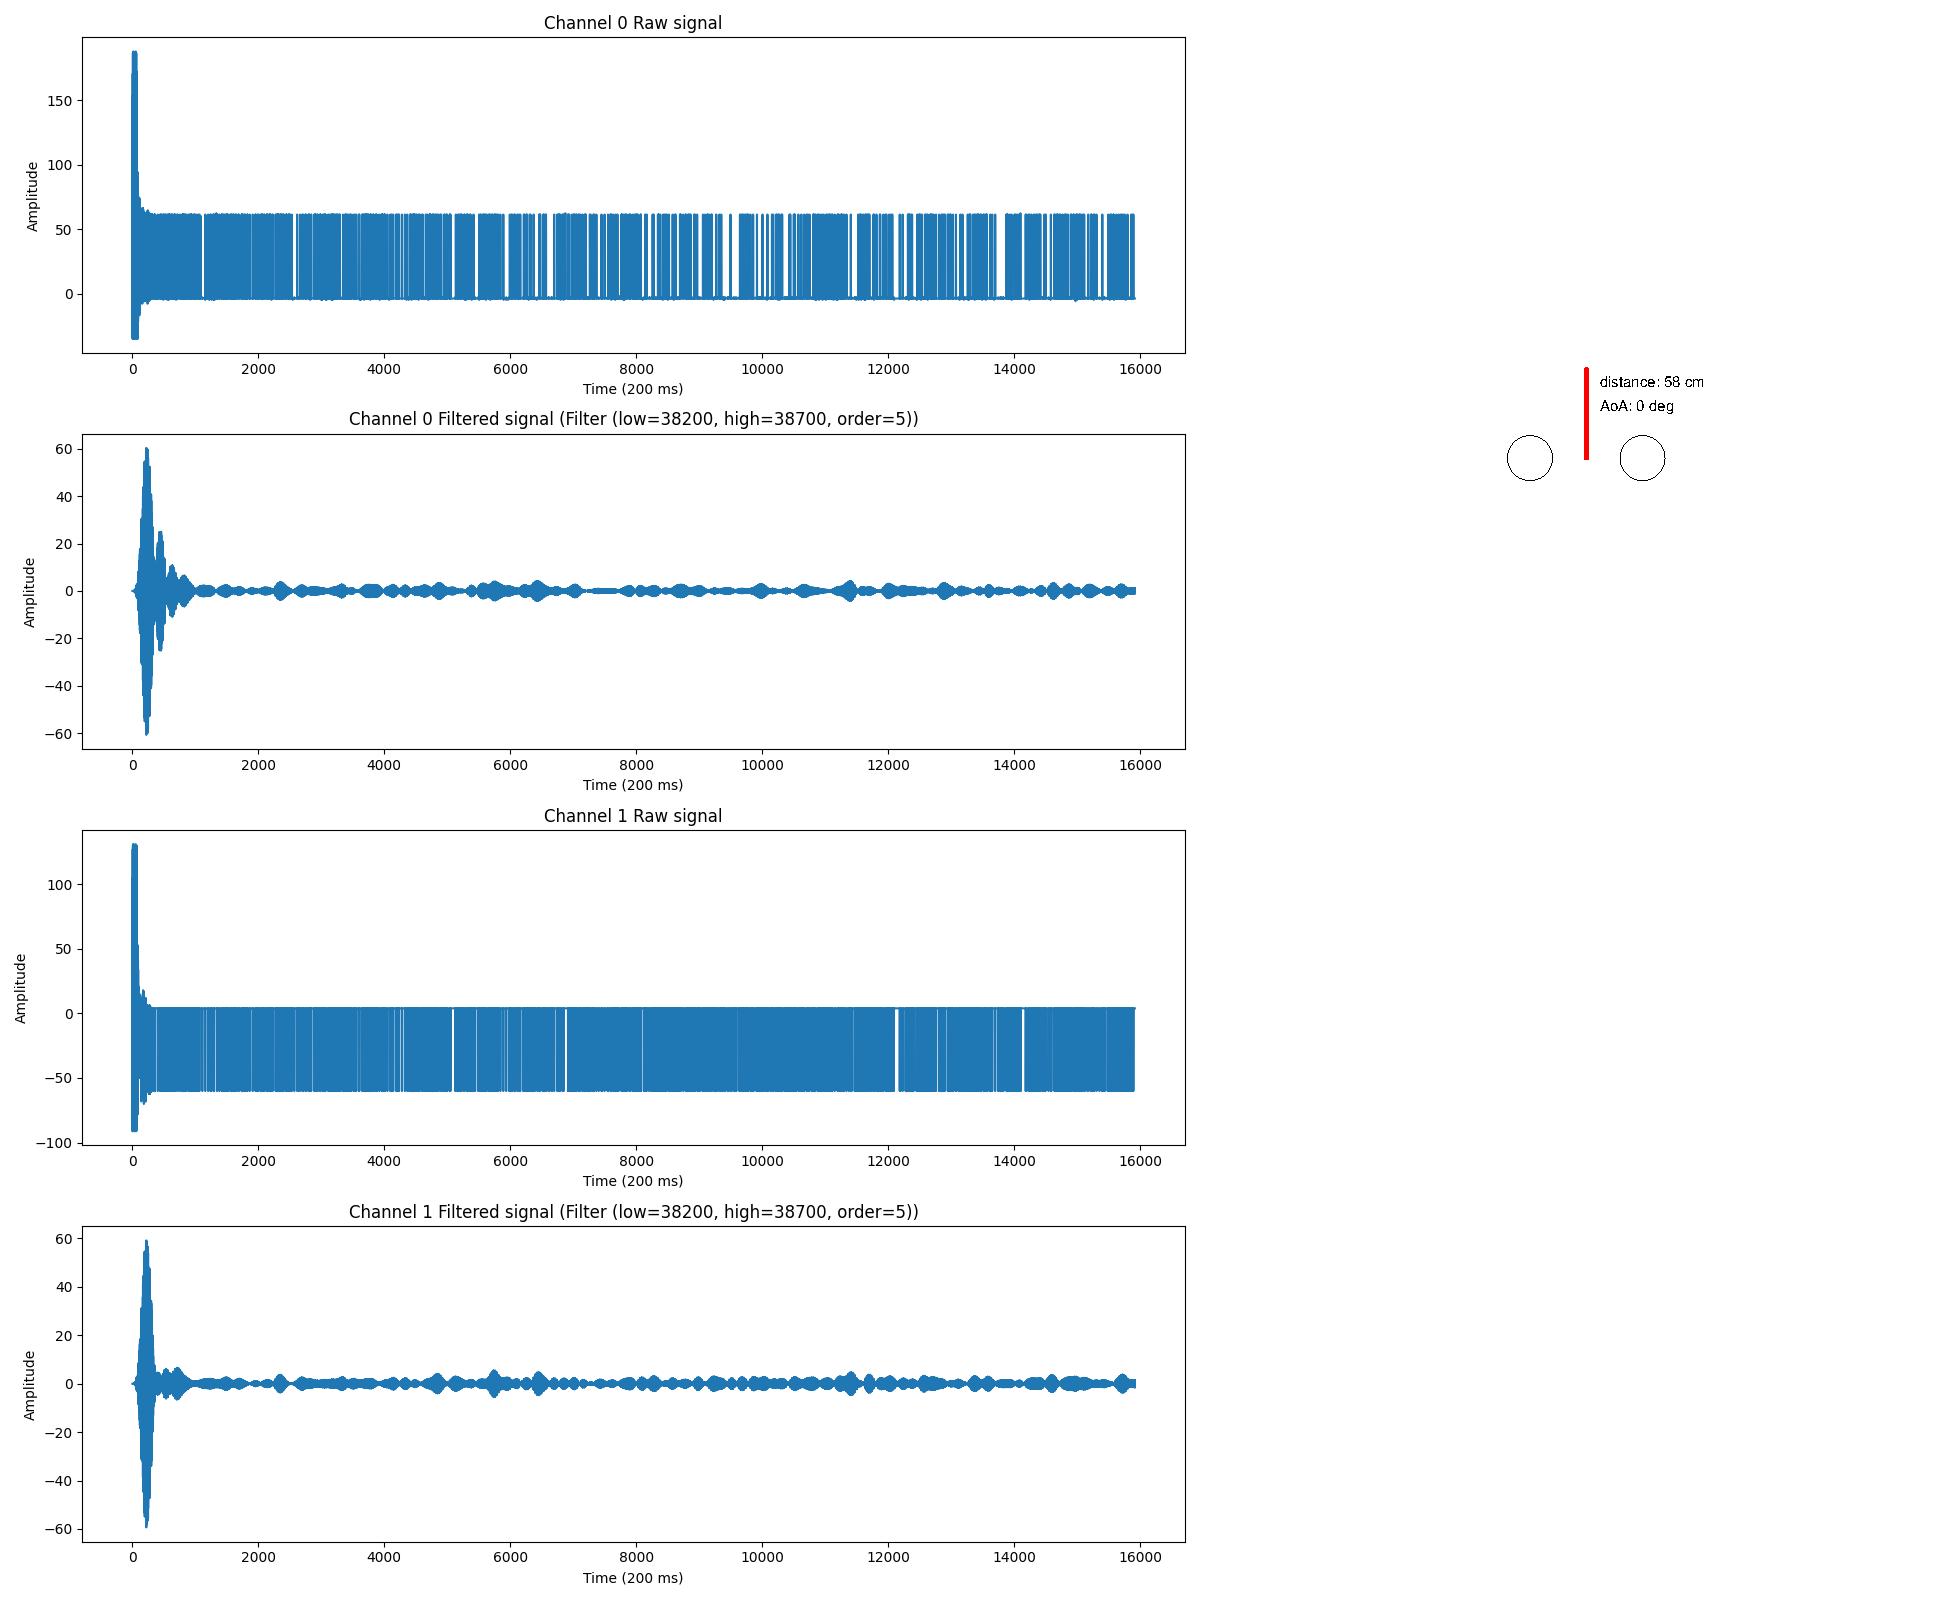 Channel 0 Raw signal
Amplitude
150
100
50
0
0 2000 4000 6000 8000 10000 12000 14000 16000
Time (200 ms)
Channel 0 Filtered signal (Filter (low=38200, high=38700, order=5))
Amplitude
60
40
20
0
−20
−40
−60
0 2000 4000 6000 8000 10000 12000 14000 16000
Time (200 ms)
Channel 1 Raw signal
Amplitude
100
50
0
−50
−100
0 2000 4000 6000 8000 10000 12000 14000 16000
Time (200 ms)
Channel 1 Filtered signal (Filter (low=38200, high=38700, order=5))
Amplitude
60
40
20
0
−20
−40
−60
0 2000 4000 6000 8000 10000 12000 14000 16000
Time (200 ms)
distance: 58 cm
AoA: 0 deg